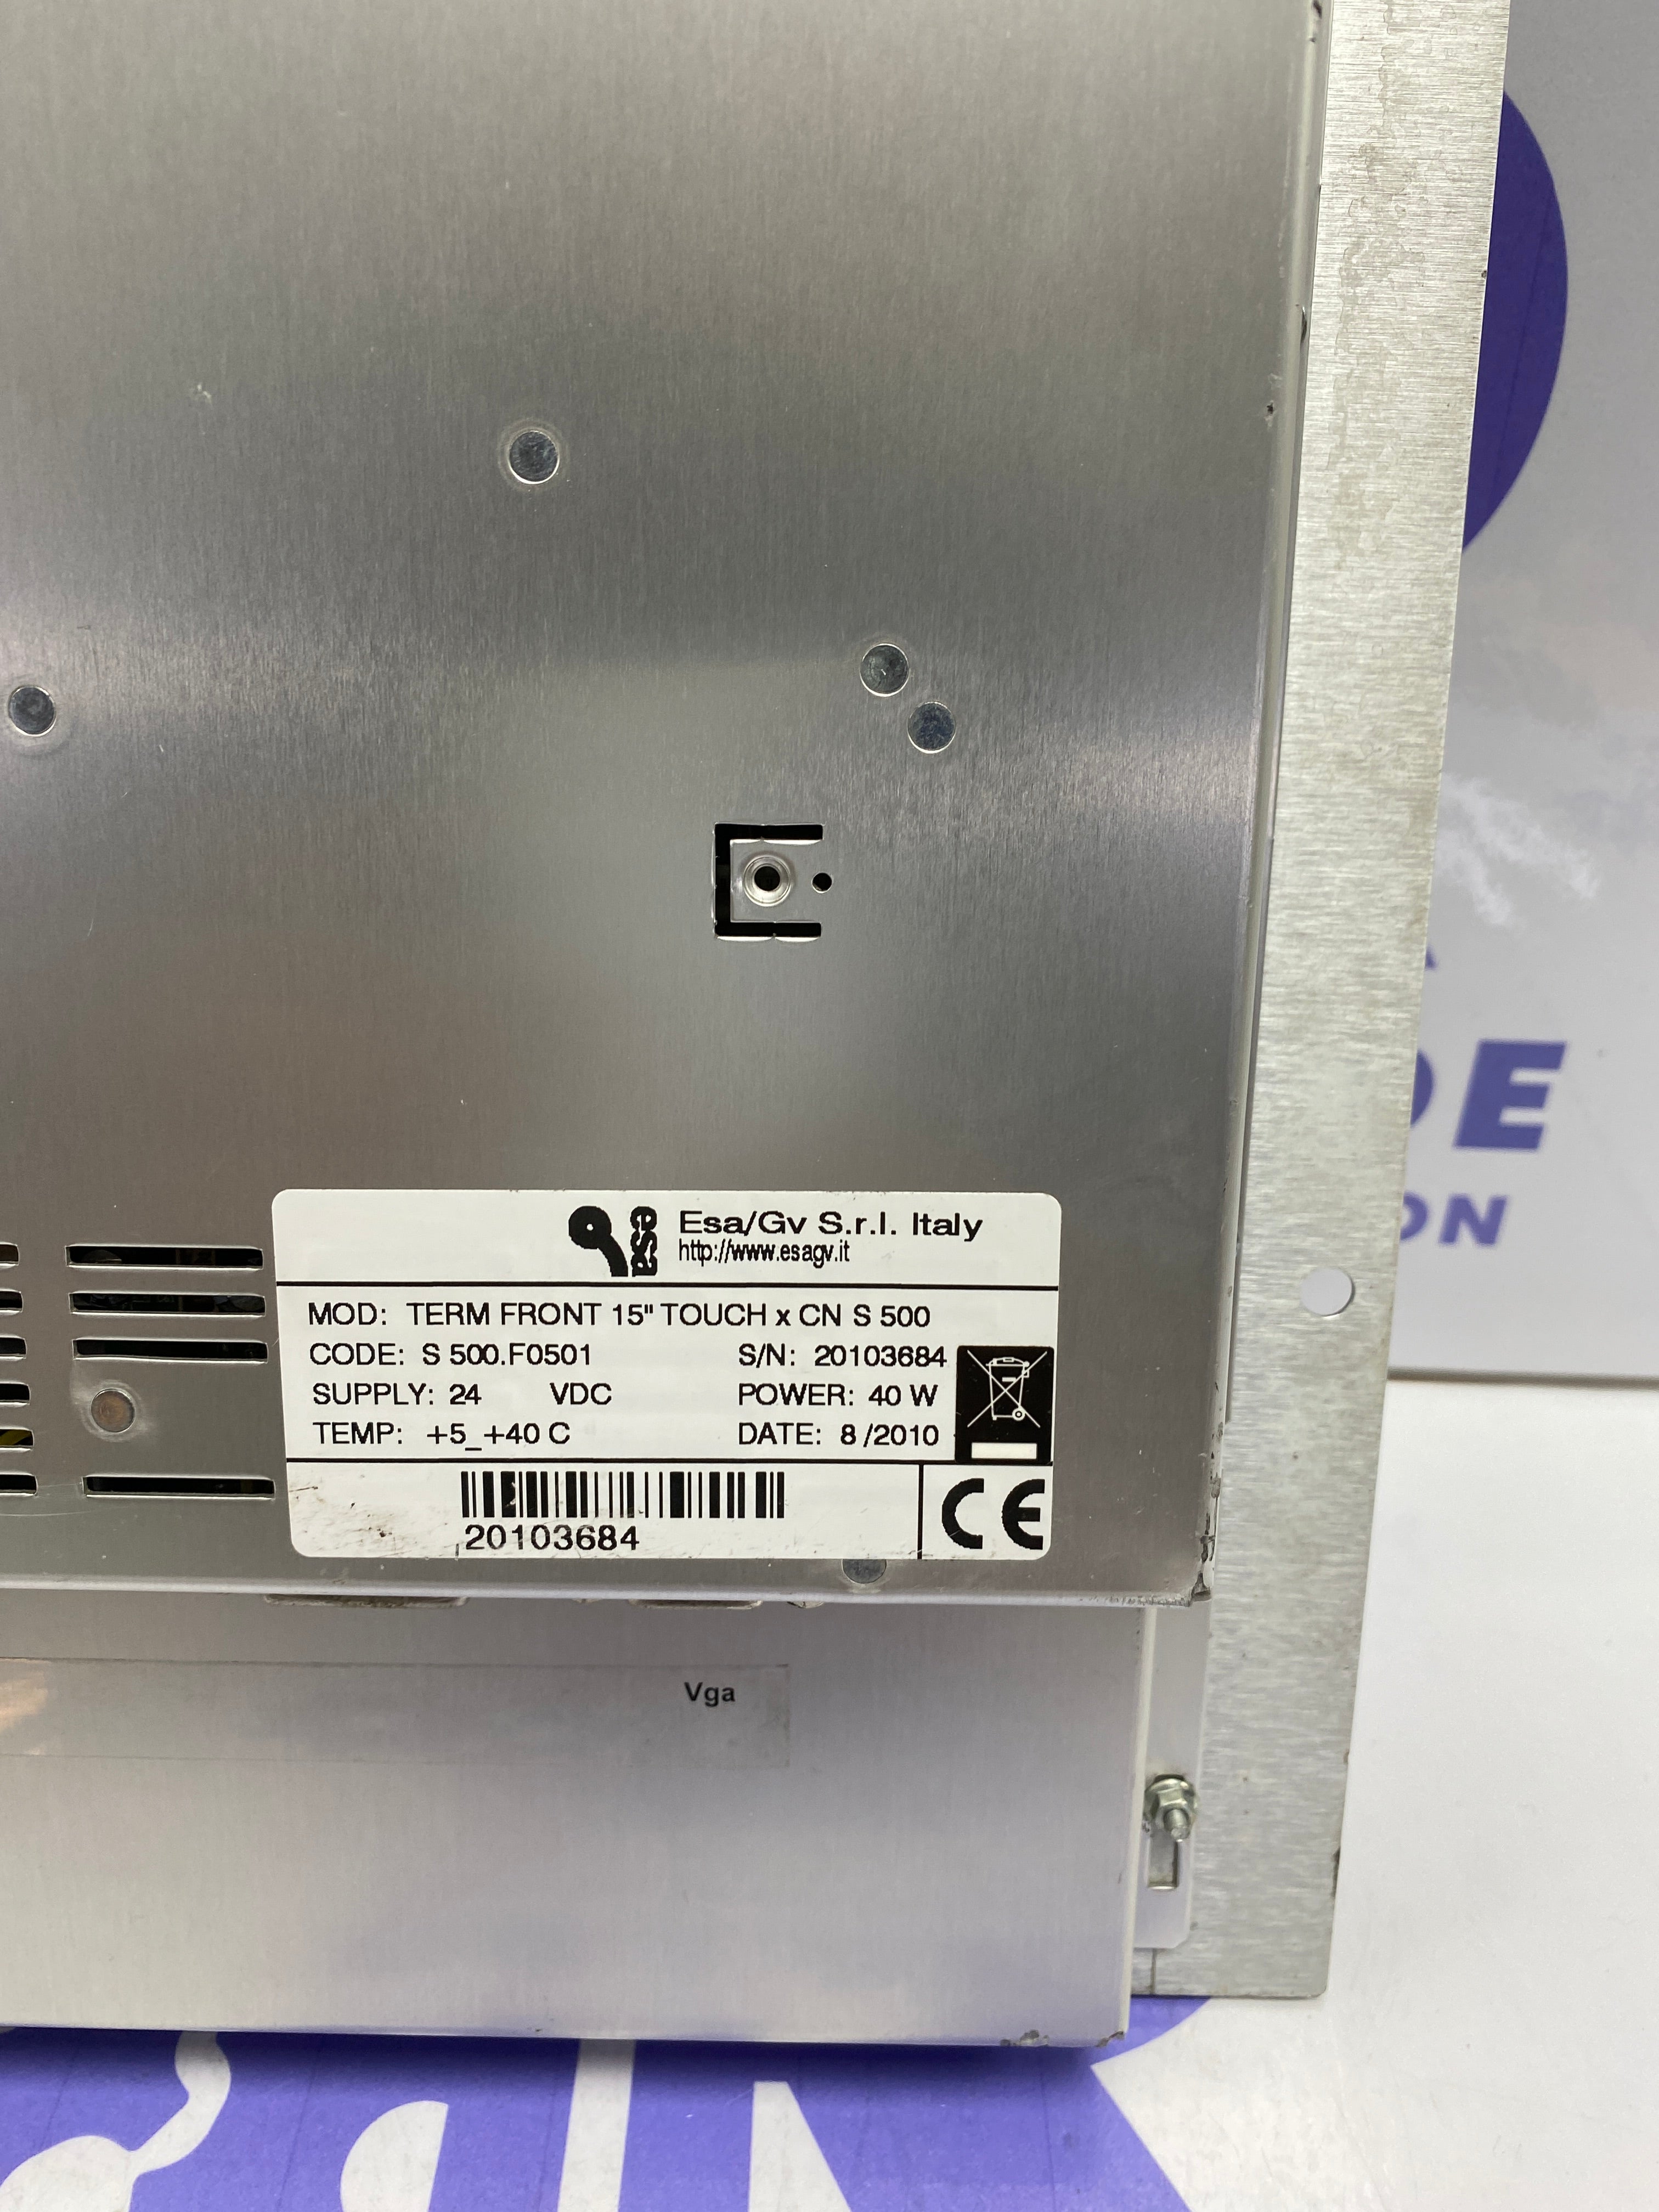 esa
Esa/Gv S.r.l. Italy
http://www.esagv.it
MOD: TERM FRONT 15" TOUCH x CN S 500
CODE: S 500.F0501 S/N: 20103684
SUPPLY: 24 VDC POWER: 40 W
TEMP: +5_+40 C DATE: 8 /2010
20103684
CE
Vga